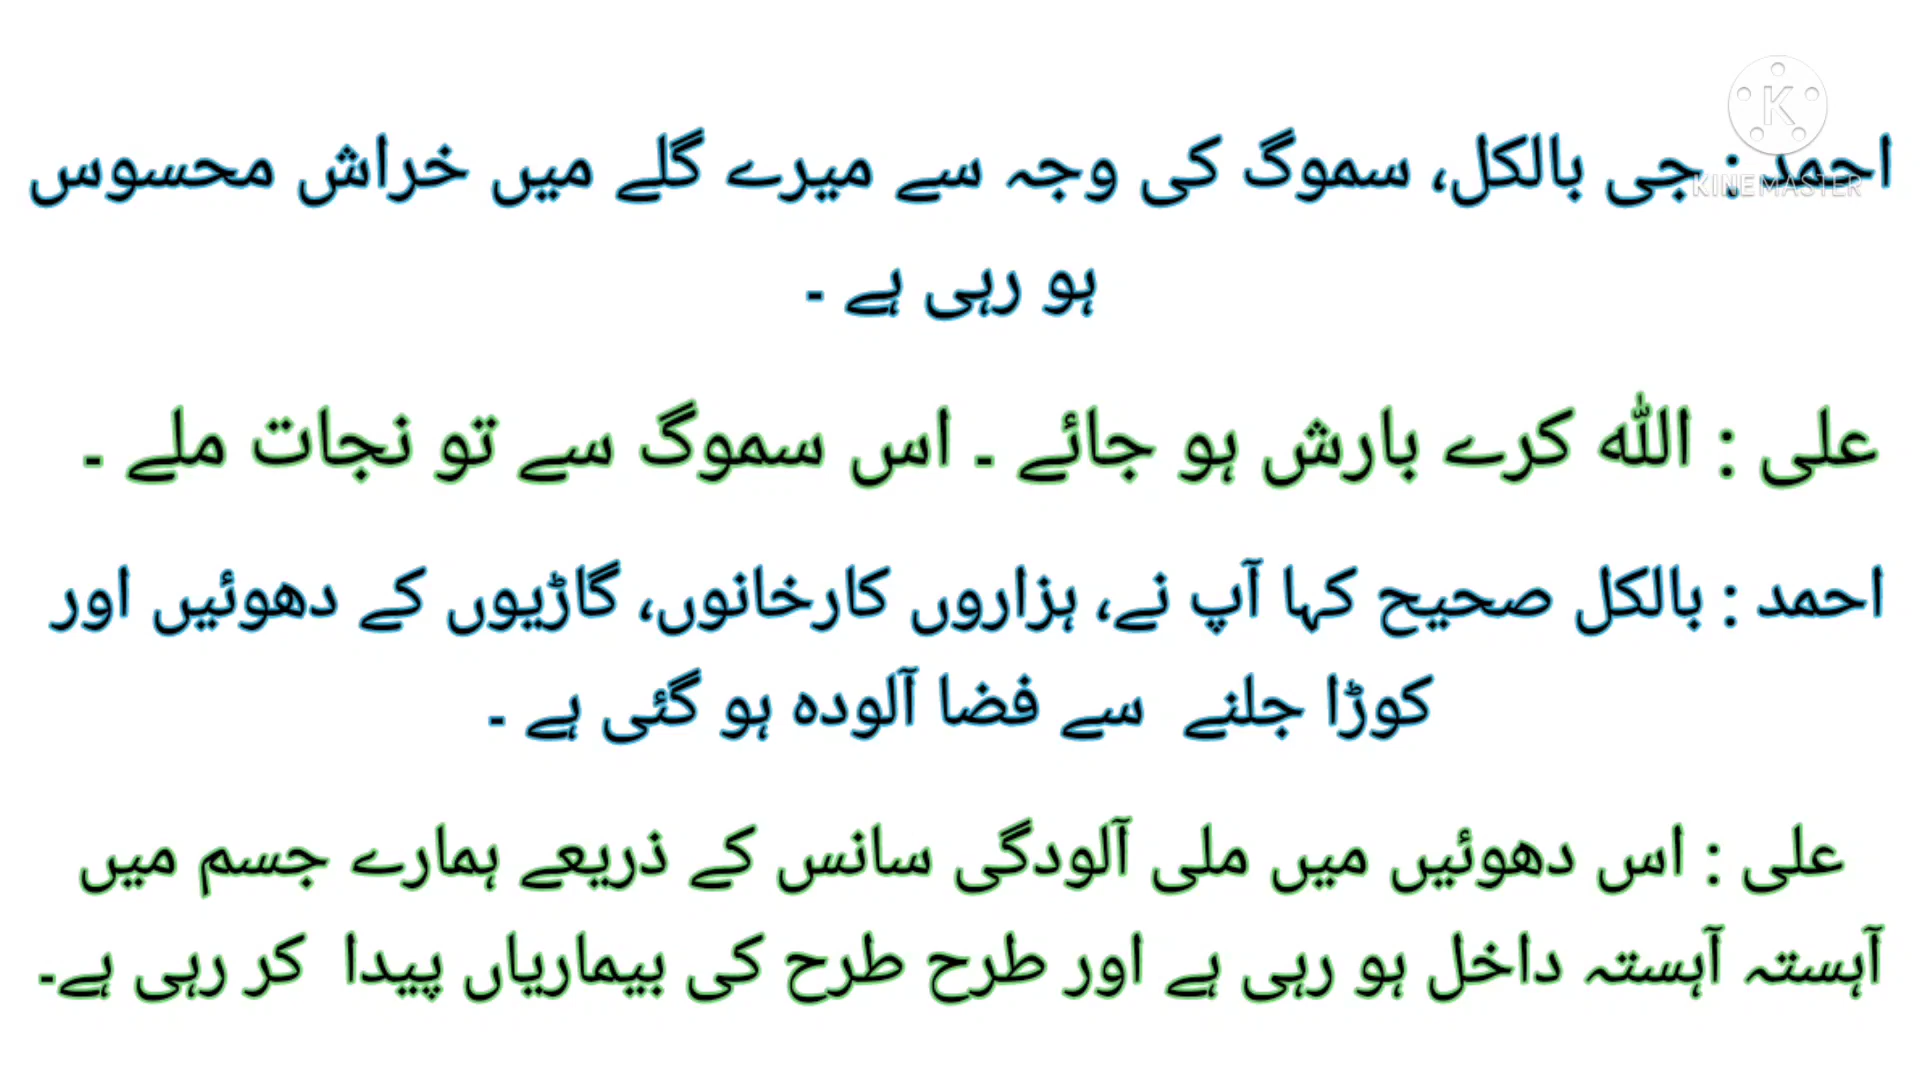 احمد : جی بالکل، سموگ کی وجہ سے میرے گلے میں خراش محسوس
ہو رہی ہے ۔
علی : اللّٰہ کرے بارش ہو جائے ۔ اس سموگ سے تو نجات ملے ۔
احمد : بالکل صحیح کہا آپ نے، ہزاروں کارخانوں، گاڑیوں کے دھوئیں اور
کوڑا جلنے سے فضا آلودہ ہو گئی ہے ۔
علی : اس دھوئیں میں ملی آلودگی سانس کے ذریعے ہمارے جسم میں
آہستہ آہستہ داخل ہو رہی ہے اور طرح طرح کی بیماریاں پیدا کر رہی ہے۔
K
KINEMASTER